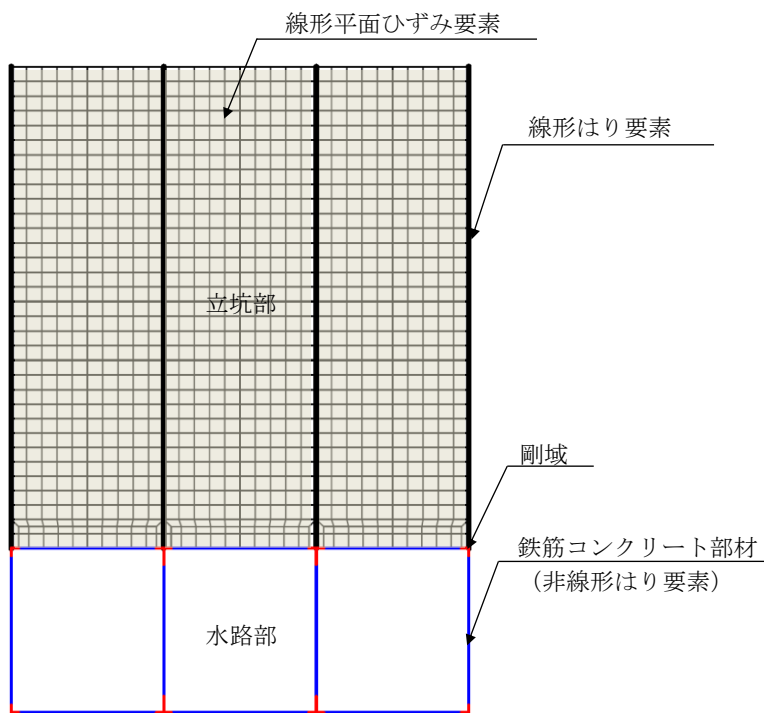 線形平面ひずみ要素
線形はり要素
立坑部
剛域
鉄筋コンクリート部材
（非線形はり要素）
水路部